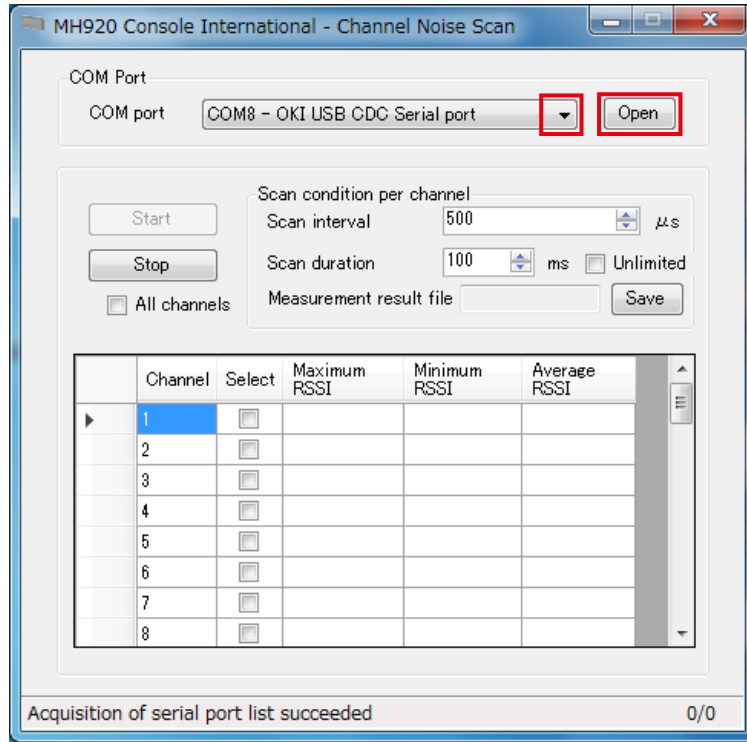 MH920 Console International - Channel Noise Scan
COM Port
COM port COM8 - OKI USB CDC Serial port Open
Scan condition per channel
Start Scan interval 500 μs
Stop Scan duration 100 ms Unlimited
All channels Measurement result file Save
Channel Select Maximum RSSI Minimum RSSI Average RSSI
1
2
3
4
5
6
7
8
Acquisition of serial port list succeeded 0/0